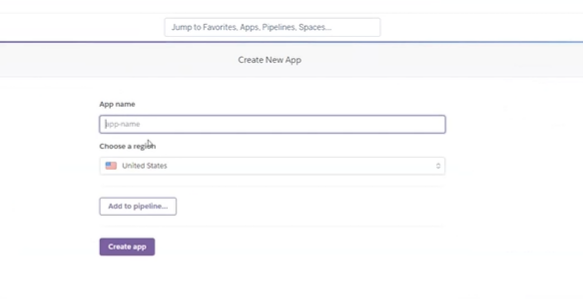 Jump to Favorites, Apps, Pipelines, Spaces...
Create New App
App name
app-name
Choose a region
United States
Add to pipeline...
Create app